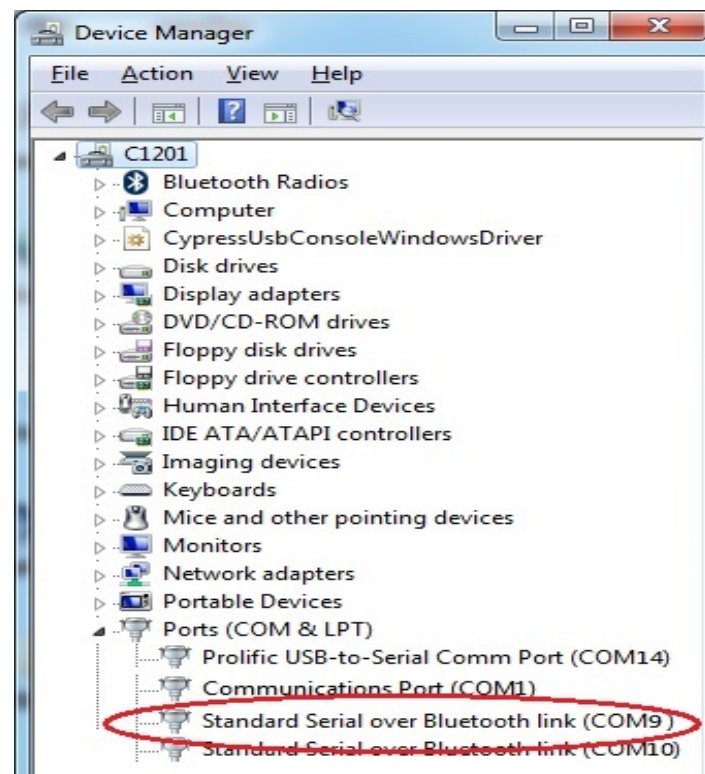 Device Manager
File Action View Help
C1201
Bluetooth Radios
Computer
CypressUsbConsoleWindowsDriver
Disk drives
Display adapters
DVD/CD-ROM drives
Floppy disk drives
Floppy drive controllers
Human Interface Devices
IDE ATA/ATAPI controllers
Imaging devices
Keyboards
Mice and other pointing devices
Monitors
Network adapters
Portable Devices
Ports (COM & LPT)
Prolific USB-to-Serial Comm Port (COM14)
Communications Port (COM1)
Standard Serial over Bluetooth link (COM9)
Standard Serial over Bluetooth link (COM10)